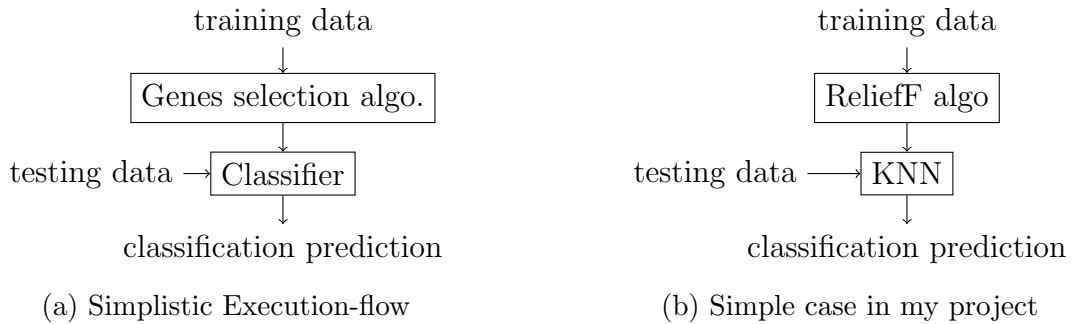 training data
Genes selection algo.
testing data
Classifier
classification prediction
(a) Simplistic Execution-flow
training data
ReliefF algo
testing data
KNN
classification prediction
(b) Simple case in my project